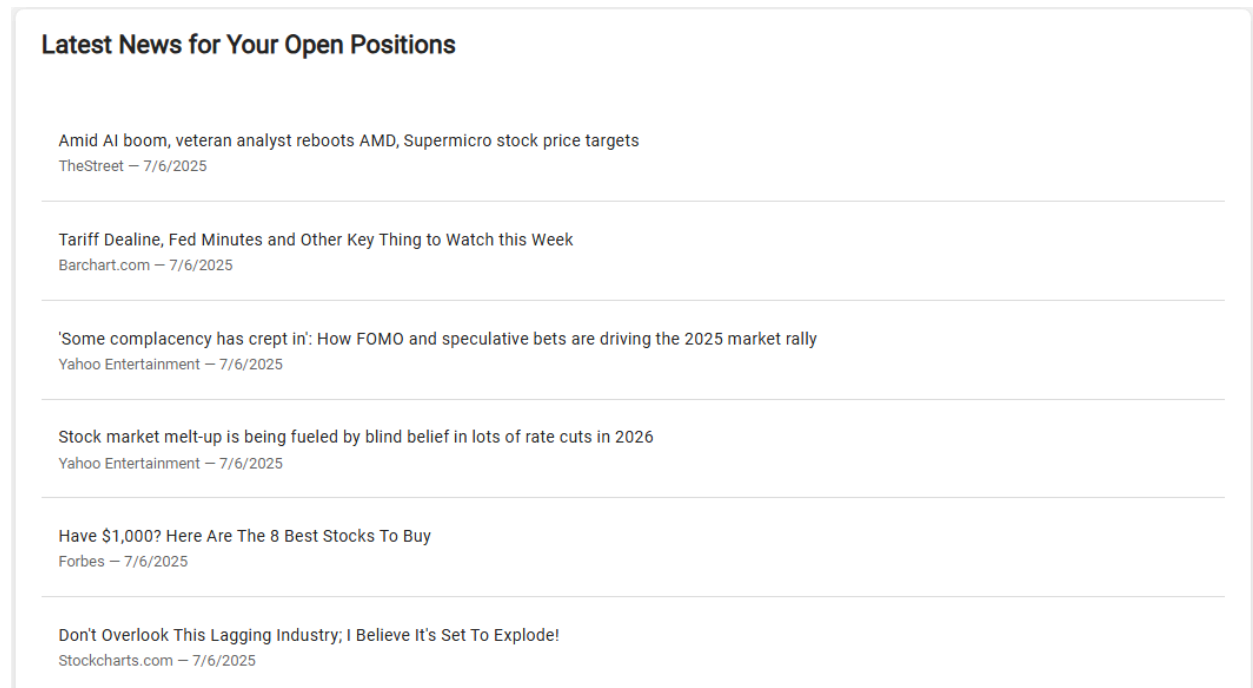 Latest News for Your Open Positions
Amid AI boom, veteran analyst reboots AMD, Supermicro stock price targets
TheStreet — 7/6/2025
Tariff Dealine, Fed Minutes and Other Key Thing to Watch this Week
Barchart.com — 7/6/2025
'Some complacency has crept in': How FOMO and speculative bets are driving the 2025 market rally
Yahoo Entertainment — 7/6/2025
Stock market melt-up is being fueled by blind belief in lots of rate cuts in 2026
Yahoo Entertainment — 7/6/2025
Have $1,000? Here Are The 8 Best Stocks To Buy
Forbes — 7/6/2025
Don't Overlook This Lagging Industry; I Believe It's Set To Explode!
Stockcharts.com — 7/6/2025